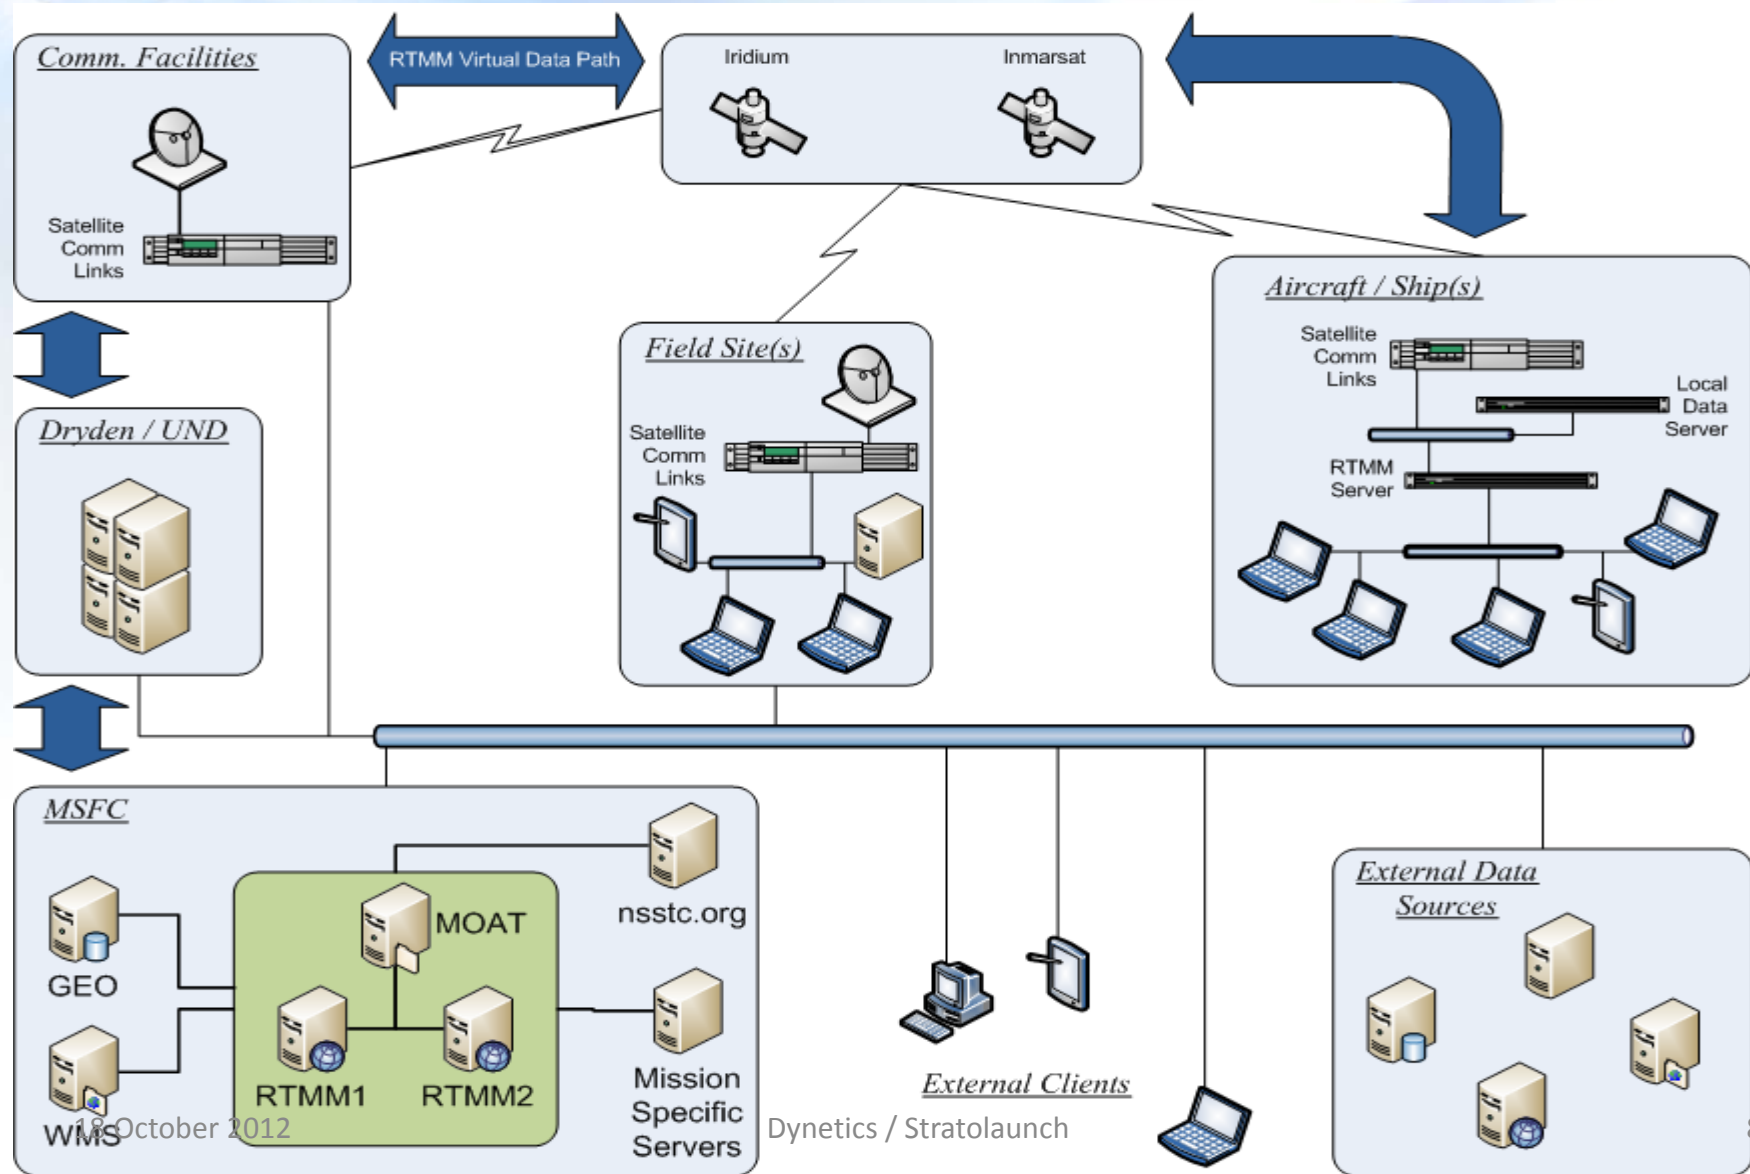 Comm. Facilities
RTMM Virtual Data Path
Iridium
Inmarsat
Satellite
Comm
Links
Aircraft / Ship(s)
Satellite
Comm
Links
Local
Data
Server
RTMM
Server
Field Site(s)
Satellite
Comm
Links
Dryden / UND
MSFC
nsstc.org
MOAT
GEO
RTMM1
RTMM2
WMS
Mission
Specific
Servers
External Clients
External Data
Sources
18 October 2012
Dynetics / Stratolaunch
8